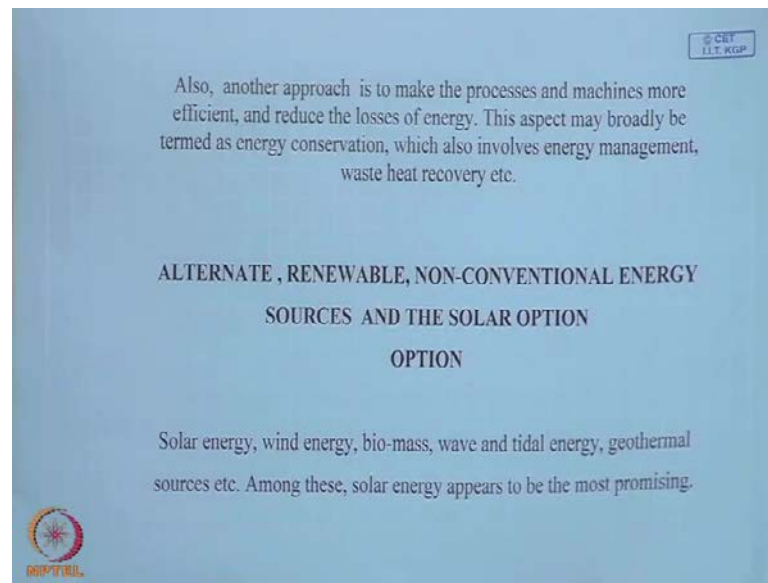 © CET
I.I.T. KGP
Also, another approach is to make the processes and machines more
efficient, and reduce the losses of energy. This aspect may broadly be
termed as energy conservation, which also involves energy management,
waste heat recovery etc.
ALTERNATE , RENEWABLE, NON-CONVENTIONAL ENERGY
SOURCES AND THE SOLAR OPTION
OPTION
Solar energy, wind energy, bio-mass, wave and tidal energy, geothermal
sources etc. Among these, solar energy appears to be the most promising.
NPTEL